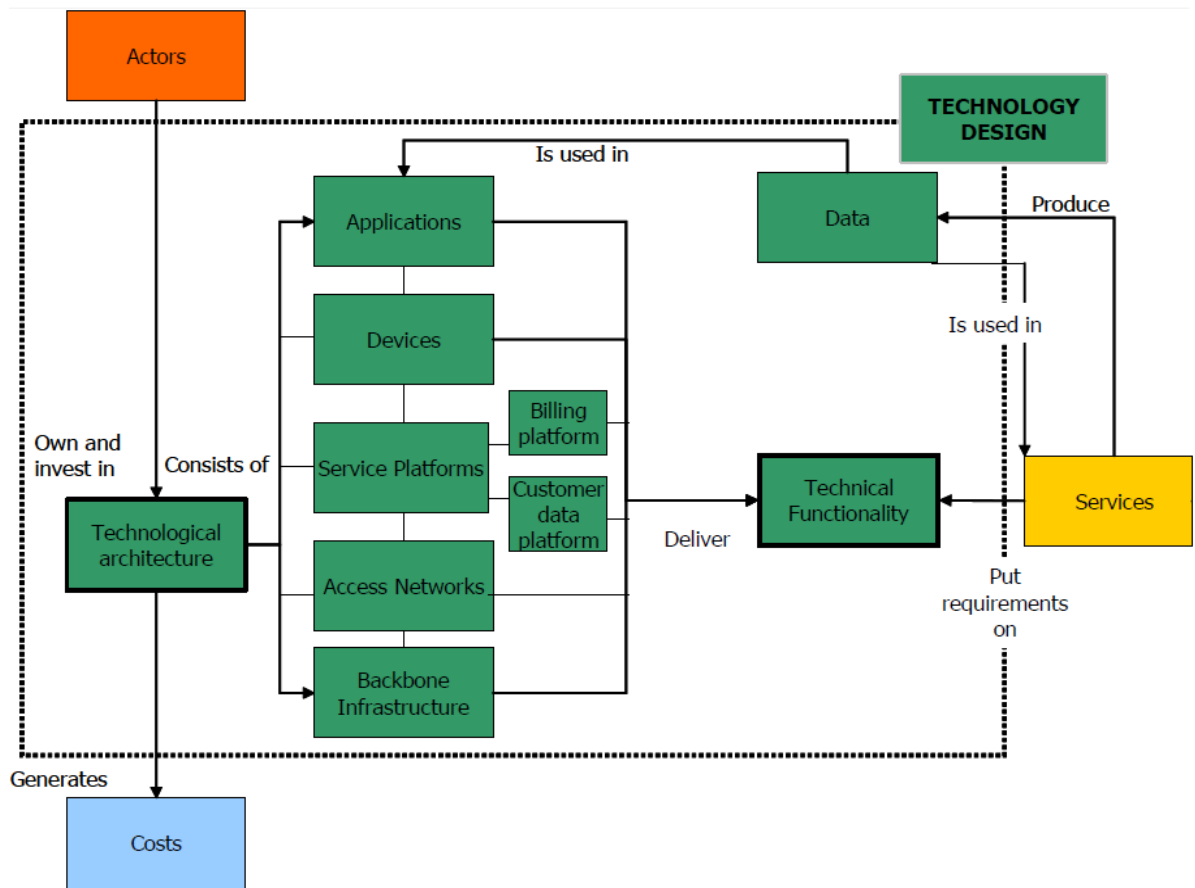 Actors
TECHNOLOGY
DESIGN
Is used in
Applications
Data
Produce
Devices
Is used in
Billing
platform
Own and
invest in
Consists of
Service Platforms
Customer
data
platform
Technological
architecture
Technical
Functionality
Services
Deliver
Access Networks
Put
requirements
on
Backbone
Infrastructure
Generates
Costs